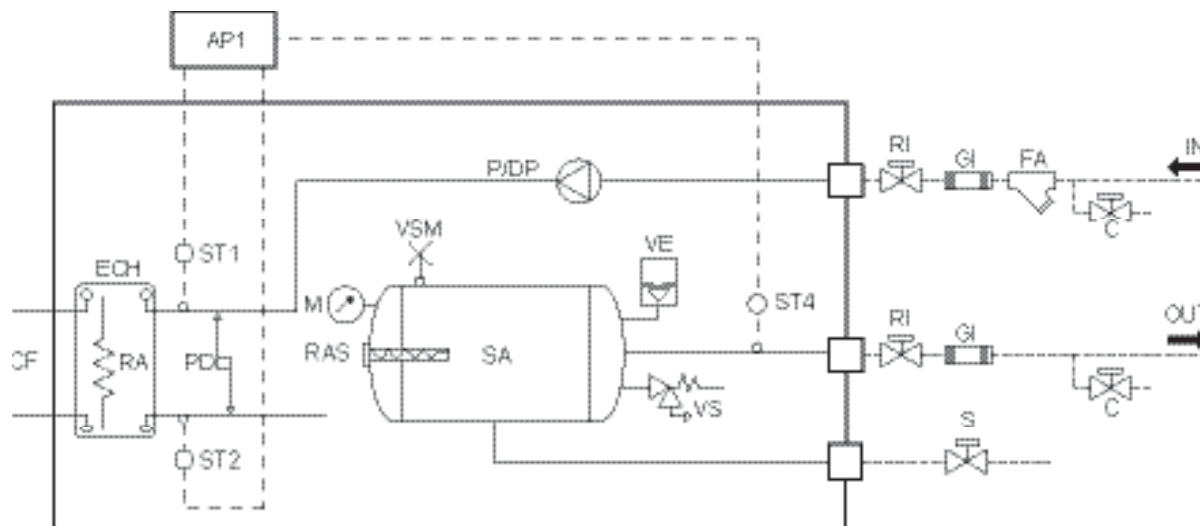 AP1
IN
RI GI FA
P/DP
C
VSM
VE
ST1
ECH
M
ST4
RI GI
OUT
CF RA PDC RAS SA
VS
C
S
ST2